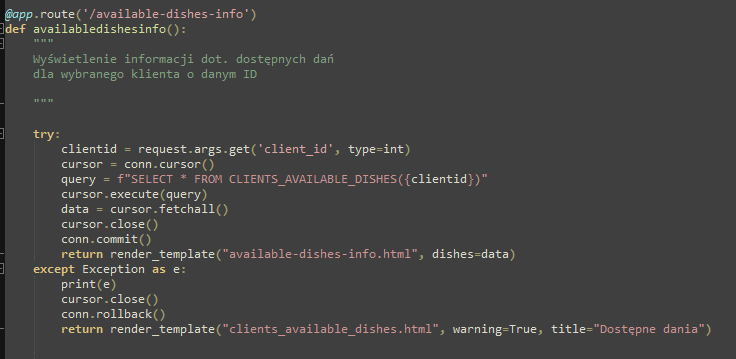 @app.route('/available-dishes-info')
def availabledishesinfo():
    """
    Wyświetlenie informacji dot. dostępnych dań
    dla wybranego klienta o danym ID

    """

    try:
        clientid = request.args.get('client_id', type=int)
        cursor = conn.cursor()
        query = f"SELECT * FROM CLIENTS_AVAILABLE_DISHES({clientid})"
        cursor.execute(query)
        data = cursor.fetchall()
        cursor.close()
        conn.commit()
        return render_template("available-dishes-info.html", dishes=data)
    except Exception as e:
        print(e)
        cursor.close()
        conn.rollback()
        return render_template("clients_available_dishes.html", warning=True, title="Dostępne dania")